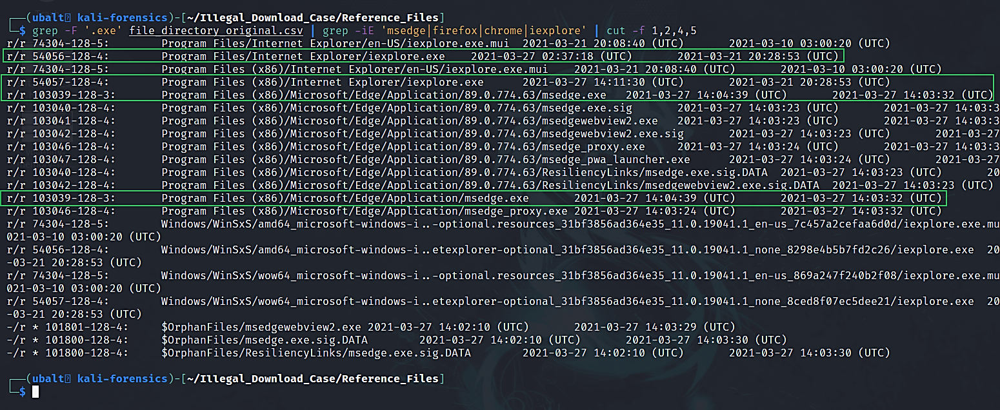 ┌──(ubalt㉿ kali-forensics)-[~/Illegal_Download_Case/Reference_Files]
└─$ grep -F '.exe' file_directory_original.csv | grep -iE 'msedge|firefox|chrome|iexplore' | cut -f 1,2,4,5
r/r 74304-128-5:	Program Files/Internet Explorer/en-US/iexplore.exe.mui	2021-03-21 20:08:40 (UTC)	2021-03-10 03:00:20 (UTC)
r/r 54056-128-4:	Program Files/Internet Explorer/iexplore.exe	2021-03-27 02:37:18 (UTC)	2021-03-21 20:28:53 (UTC)
r/r 74304-128-5:	Program Files (x86)/Internet Explorer/en-US/iexplore.exe.mui	2021-03-21 20:08:40 (UTC)	2021-03-10 03:00:20 (UTC)
r/r 54057-128-4:	Program Files (x86)/Internet Explorer/iexplore.exe	2021-03-27 14:11:30 (UTC)	2021-03-21 20:28:53 (UTC)
r/r 103039-128-3:	Program Files (x86)/Microsoft/Edge/Application/89.0.774.63/msedge.exe	2021-03-27 14:04:39 (UTC)	2021-03-27 14:03:32 (UTC)
r/r 103040-128-4:	Program Files (x86)/Microsoft/Edge/Application/89.0.774.63/msedge.exe.sig	2021-03-27 14:03:23 (UTC)	2021-03-27 14:03:3
r/r 103041-128-4:	Program Files (x86)/Microsoft/Edge/Application/89.0.774.63/msedgewebview2.exe	2021-03-27 14:03:23 (UTC)	2021-03-27 14:03:3
r/r 103042-128-4:	Program Files (x86)/Microsoft/Edge/Application/89.0.774.63/msedgewebview2.exe.sig	2021-03-27 14:03:23 (UTC)	2021-03-27
r/r 103046-128-4:	Program Files (x86)/Microsoft/Edge/Application/89.0.774.63/msedge_proxy.exe	2021-03-27 14:03:24 (UTC)	2021-03-27 14:03:3
r/r 103047-128-4:	Program Files (x86)/Microsoft/Edge/Application/89.0.774.63/msedge_pwa_launcher.exe	2021-03-27 14:03:24 (UTC)	2021-03-27
r/r 103040-128-4:	Program Files (x86)/Microsoft/Edge/Application/89.0.774.63/ResiliencyLinks/msedge.exe.sig.DATA	2021-03-27 14:03:23 (UTC)	20
r/r 103042-128-4:	Program Files (x86)/Microsoft/Edge/Application/89.0.774.63/ResiliencyLinks/msedgewebview2.exe.sig.DATA	2021-03-27 14:03:23 (UTC)
r/r 103039-128-3:	Program Files (x86)/Microsoft/Edge/Application/msedge.exe	2021-03-27 14:04:39 (UTC)	2021-03-27 14:03:32 (UTC)
r/r 103046-128-4:	Program Files (x86)/Microsoft/Edge/Application/msedge_proxy.exe	2021-03-27 14:03:24 (UTC)	2021-03-27 14:03:32 (UTC)
r/r 74304-128-5:	Windows/WinSxS/amd64_microsoft-windows-i..-optional.resources_31bf3856ad364e35_11.0.19041.1_en-us_7c457a2cefaa6d0d/iexplore.exe.mu
021-03-10 03:00:20 (UTC)
r/r 54056-128-4:	Windows/WinSxS/amd64_microsoft-windows-i..etexplorer-optional_31bf3856ad364e35_11.0.19041.1_none_8298e4b5b7fd2c26/iexplore.exe	20
-03-21 20:28:53 (UTC)
r/r 74304-128-5:	Windows/WinSxS/wow64_microsoft-windows-i..-optional.resources_31bf3856ad364e35_11.0.19041.1_en-us_869a247f240b2f08/iexplore.exe.mu
021-03-10 03:00:20 (UTC)
r/r 54057-128-4:	Windows/WinSxS/wow64_microsoft-windows-i..etexplorer-optional_31bf3856ad364e35_11.0.19041.1_none_8ced8f07ec5dee21/iexplore.exe	20
-03-21 20:28:53 (UTC)
-/r * 101801-128-4:	$OrphanFiles/msedgewebview2.exe	2021-03-27 14:02:10 (UTC)	2021-03-27 14:03:29 (UTC)
-/r * 101800-128-4:	$OrphanFiles/msedge.exe.sig.DATA	2021-03-27 14:02:10 (UTC)	2021-03-27 14:03:30 (UTC)
-/r * 101800-128-4:	$OrphanFiles/ResiliencyLinks/msedge.exe.sig.DATA	2021-03-27 14:02:10 (UTC)	2021-03-27 14:03:30 (UTC)
┌──(ubalt㉿ kali-forensics)-[~/Illegal_Download_Case/Reference_Files]
└─$